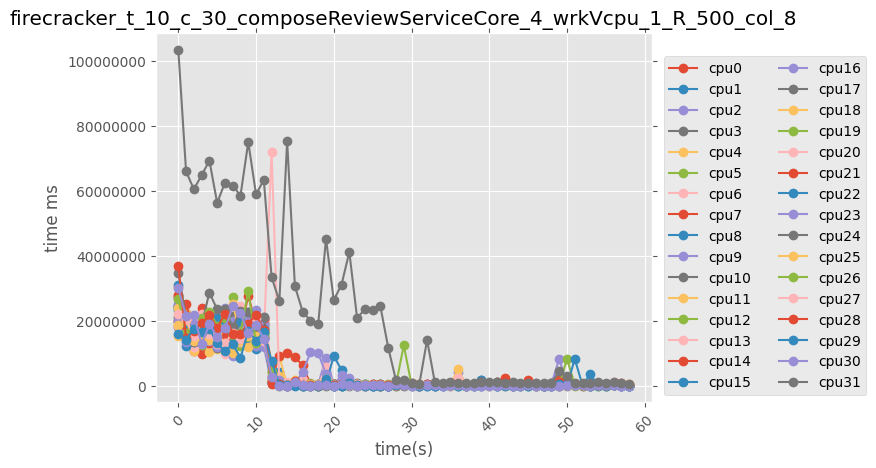 firecracker_t_10_c_30_composeReviewServiceCore_4_wrkVcpu_1_R_500_col_8
time ms
100000000
80000000
60000000
40000000
20000000
0
0
10
20
30
40
50
60
time(s)
cpu0
cpu1
cpu2
cpu3
cpu4
cpu5
cpu6
cpu7
cpu8
cpu9
cpu10
cpu11
cpu12
cpu13
cpu14
cpu15
cpu16
cpu17
cpu18
cpu19
cpu20
cpu21
cpu22
cpu23
cpu24
cpu25
cpu26
cpu27
cpu28
cpu29
cpu30
cpu31